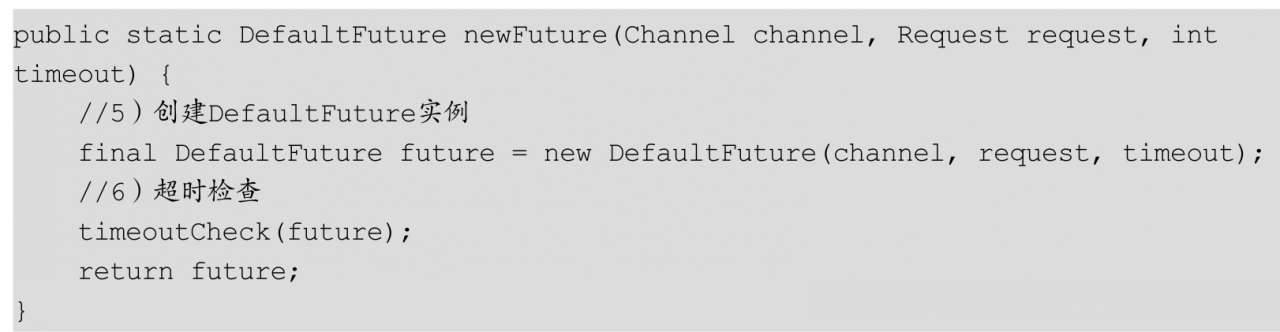 public static DefaultFuture newFuture(Channel channel, Request request, int
timeout) {
    //5）创建DefaultFuture实例
    final DefaultFuture future = new DefaultFuture(channel, request, timeout);
    //6）超时检查
    timeoutCheck(future);
    return future;
}